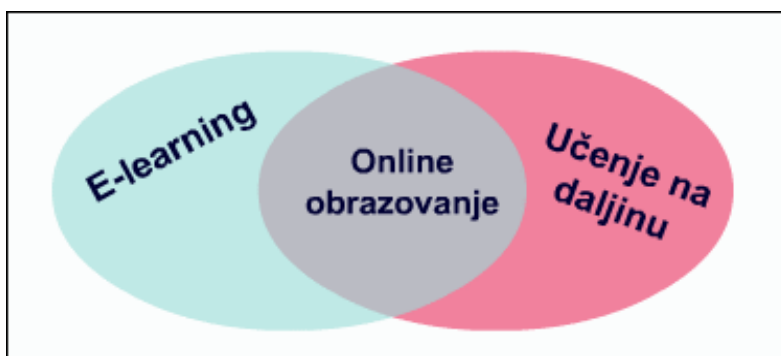 E-learning
Online
obrazovanje
Učenje na
daljinu